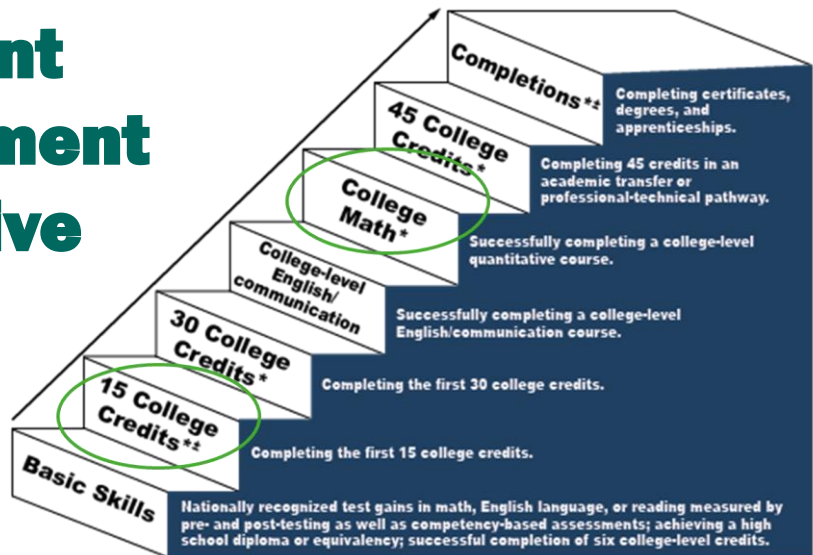 nt
ment
ive
Completions*±
Completing certificates,
degrees, and
apprenticeships.
45 College
Credits*
Completing 45 credits in an
academic transfer or
professional-technical pathway.
College
Math*
Successfully completing a college-level
quantitative course.
College-level
English/
communication
Successfully completing a college-level
English/communication course.
30 College
Credits*
Completing the first 30 college credits.
15 College
Credits*±
Completing the first 15 college credits.
Basic Skills
Nationally recognized test gains in math, English language, or reading measured by
pre- and post-testing as well as competency-based assessments; achieving a high
school diploma or equivalency; successful completion of six college-level credits.